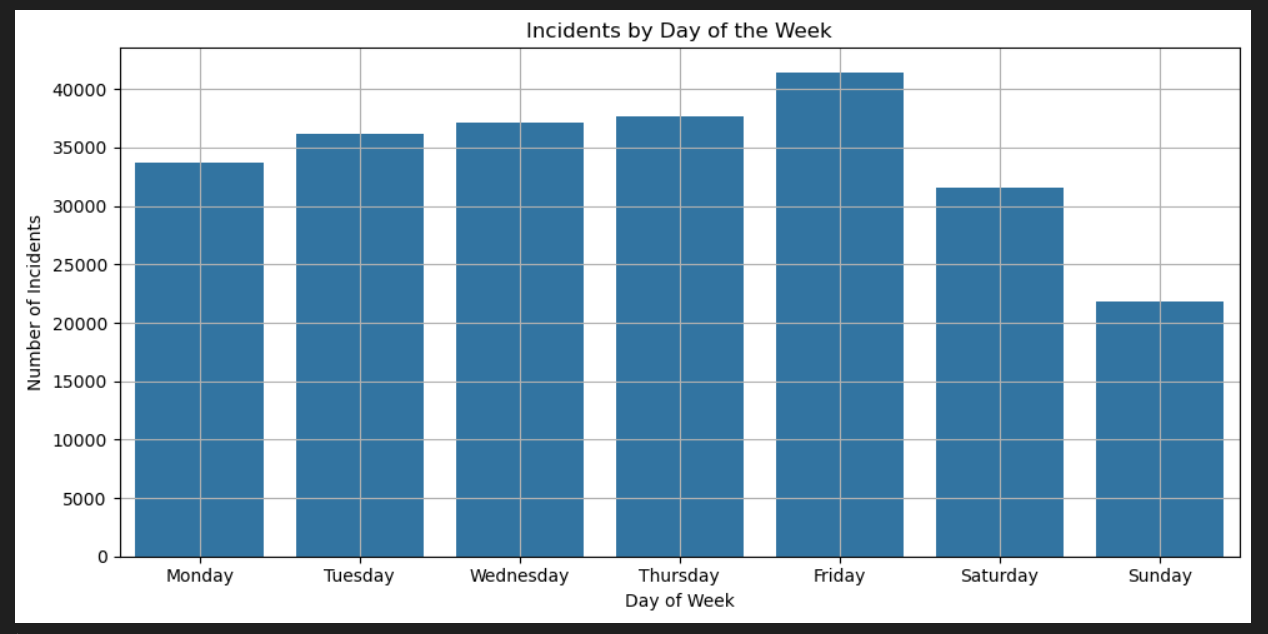 Incidents by Day of the Week
Number of Incidents
40000
35000
30000
25000
20000
15000
10000
5000
0
Monday Tuesday Wednesday Thursday Friday Saturday Sunday
Day of Week